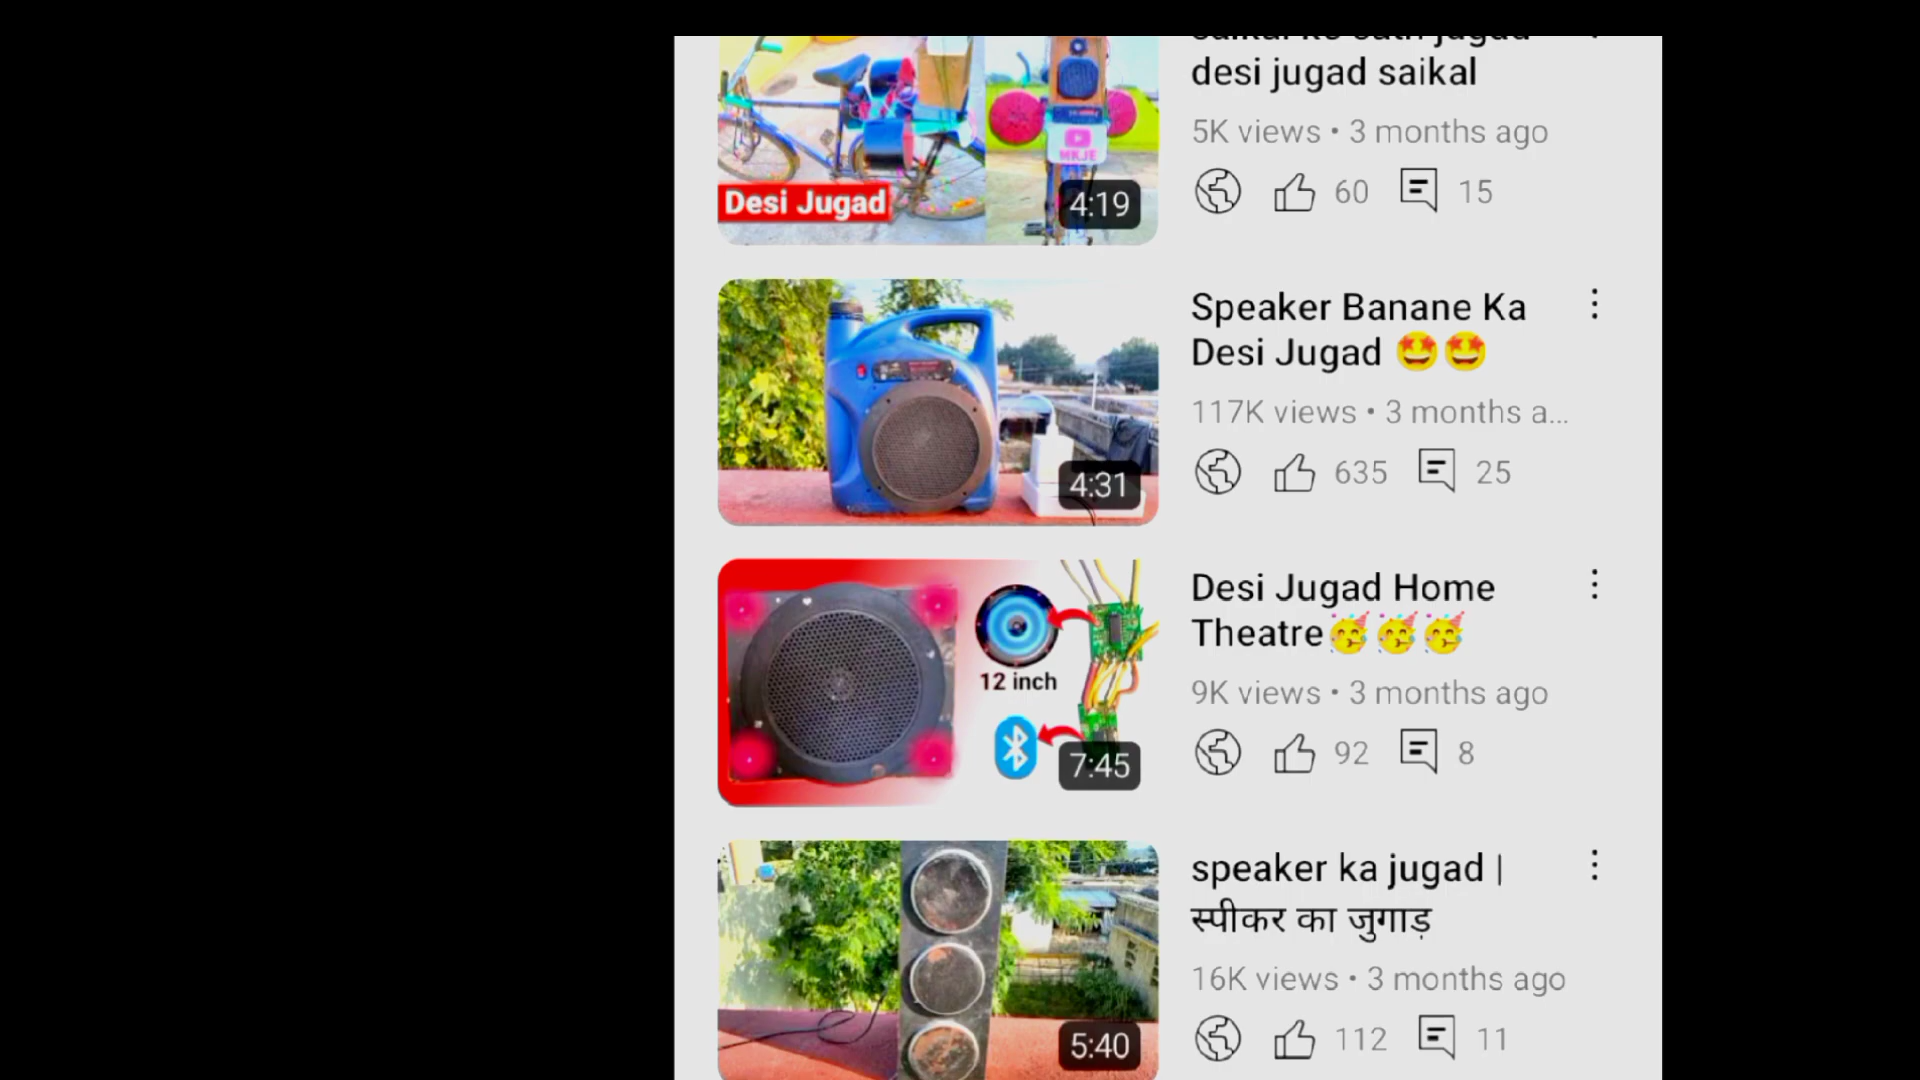 desi jugad saikal
5K views • 3 months ago
60
15
MKJE
Desi Jugad
4:19
Speaker Banane Ka
Desi Jugad 🤩🤩
117K views • 3 months a...
635
25
4:31
Desi Jugad Home
Theatre🥳🥳🥳
9K views • 3 months ago
92
8
12 inch
7:45
speaker ka jugad |
स्पीकर का जुगाड़
16K views • 3 months ago
112
11
5:40